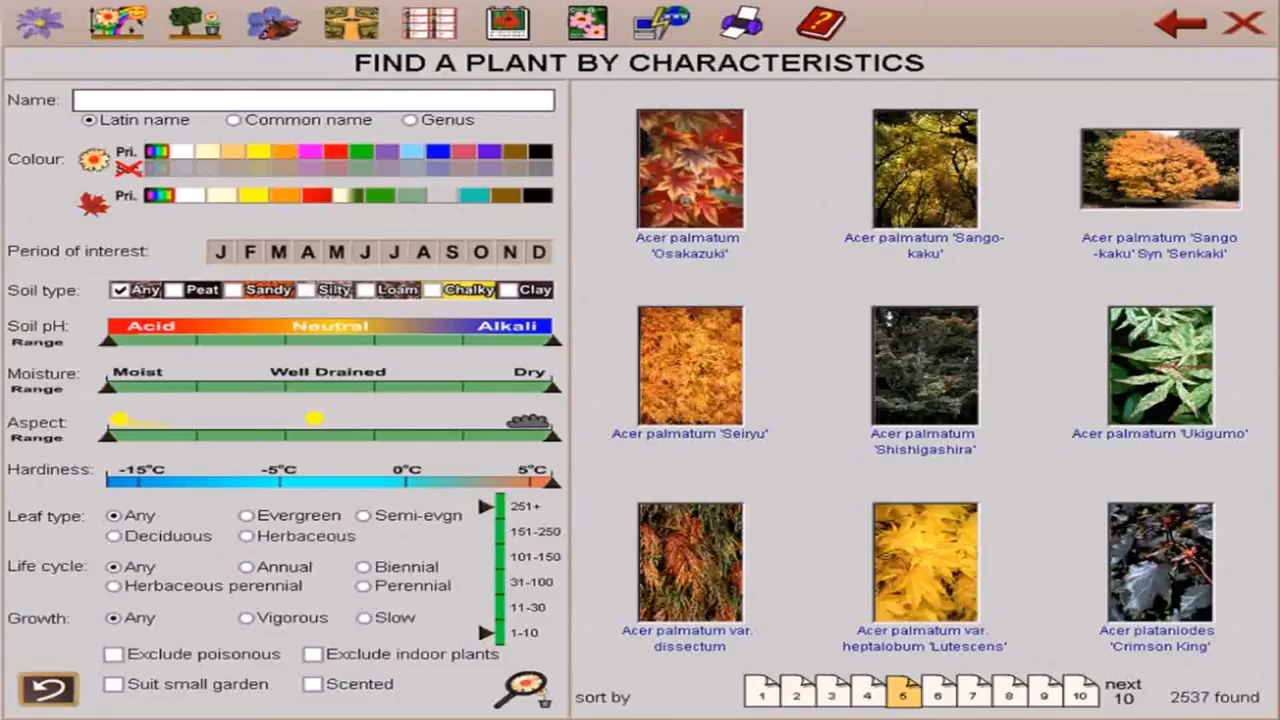 FIND A PLANT BY CHARACTERISTICS
Name:
Latin name Common name Genus
Colour: Pri.
Pri.
Period of interest: J F M A M J J A S O N D
Soil type: Any Peat Sandy Silty Loam Chalky Clay
Soil pH: Acid Neutral Alkali
Range
Moisture: Moist Well Drained Dry
Range
Aspect:
Range
Hardiness: -15°C -5°C 0°C 5°C
Leaf type: Any Evergreen Semi-evgn
Deciduous Herbaceous
Life cycle: Any Annual Biennial
Herbaceous perennial Perennial
Growth: Any Vigorous Slow
251+
151-250
101-150
31-100
11-30
1-10
Exclude poisonous Exclude indoor plants
Suit small garden Scented
Acer palmatum
'Osakazuki'
Acer palmatum 'Sango-
kaku'
Acer palmatum 'Sango
-kaku' Syn 'Senkaki'
Acer palmatum 'Seiryu'
Acer palmatum
'Shishigashira'
Acer palmatum 'Ukigumo'
Acer palmatum var.
dissectum
Acer palmatum var.
heptalobum 'Lutescens'
Acer plataniodes
'Crimson King'
sort by 1 2 3 4 5 6 7 8 9 10 next
10 2537 found